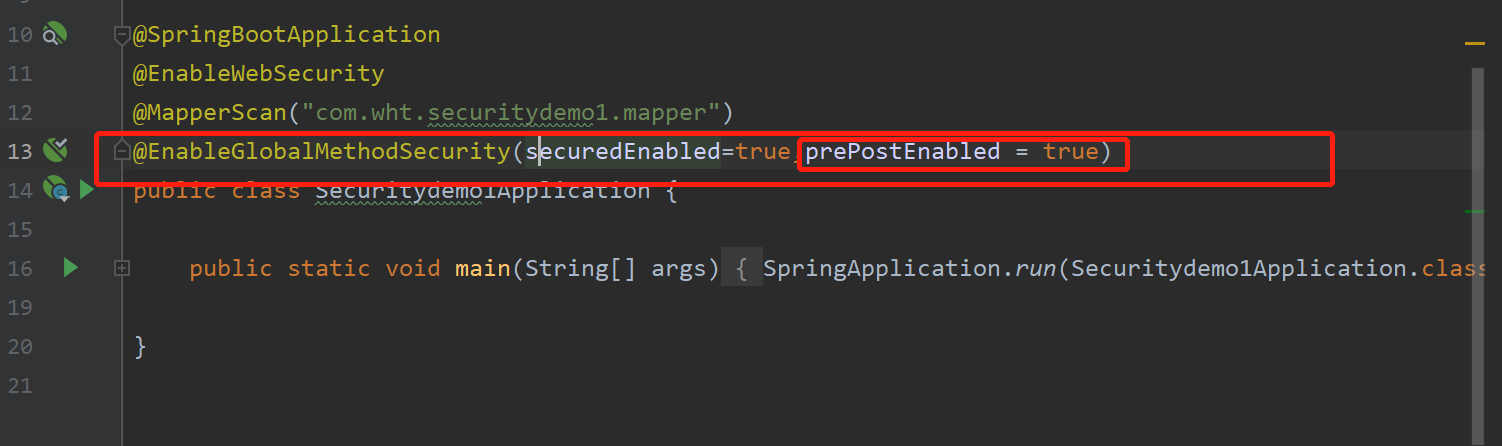 10 @SpringBootApplication
11 @EnableWebSecurity
12 @MapperScan("com.wht.securitydemo1.mapper")
13 @EnableGlobalMethodSecurity(securedEnabled=true,prePostEnabled = true)
14 public class Securitydemo1Application {
15
16 public static void main(String[] args) { SpringApplication.run(Securitydemo1Application.class
19
20 }
21